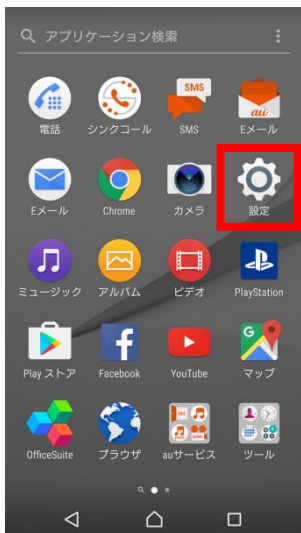 アプリケーション検索
電話 シンクコール SMS Eメール
SMS
au
Eメール Chrome カメラ 設定
ミュージック アルバム ビデオ PlayStation
Play ストア Facebook YouTube マップ
G
OfficeSuite ブラウザ auサービス ツール